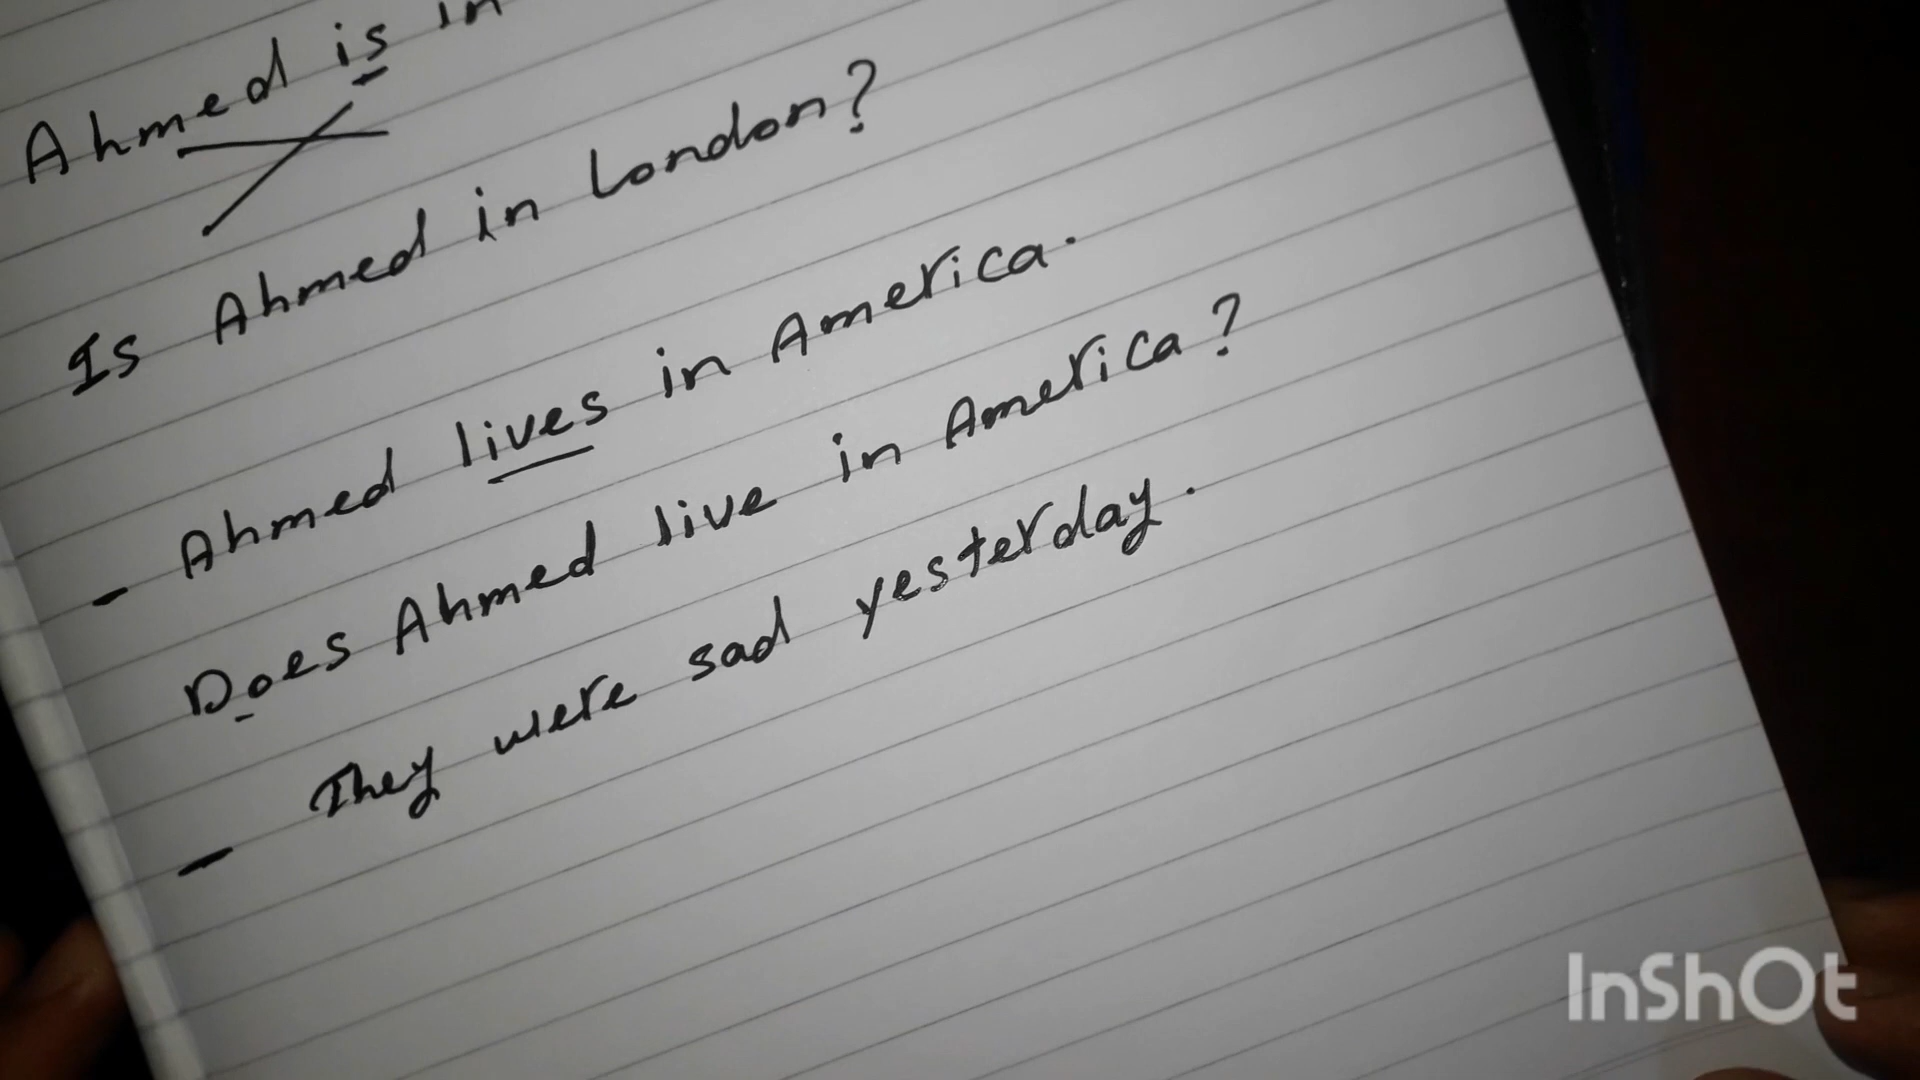 Ahmed is in
Is Ahmed in London?
- Ahmed lives in America.
Does Ahmed live in America?
- They were sad yesterday.
InShOt